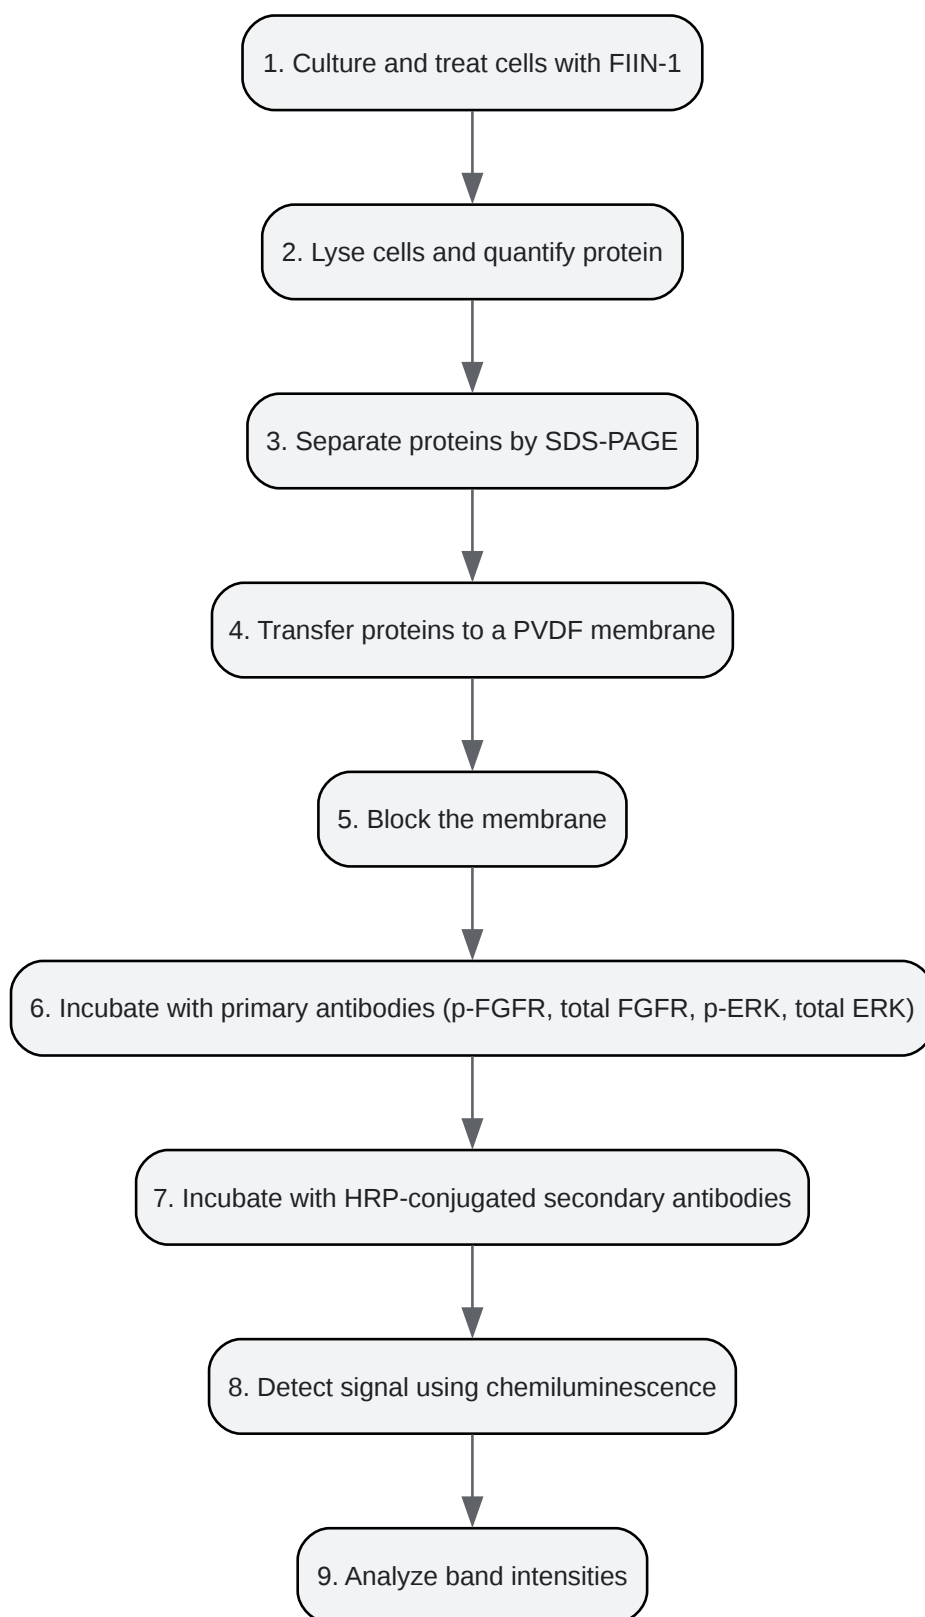 1. Culture and treat cells with FIIN-1
2. Lyse cells and quantify protein
3. Separate proteins by SDS-PAGE
4. Transfer proteins to a PVDF membrane
5. Block the membrane
6. Incubate with primary antibodies (p-FGFR, total FGFR, p-ERK, total ERK)
7. Incubate with HRP-conjugated secondary antibodies
8. Detect signal using chemiluminescence
9. Analyze band intensities